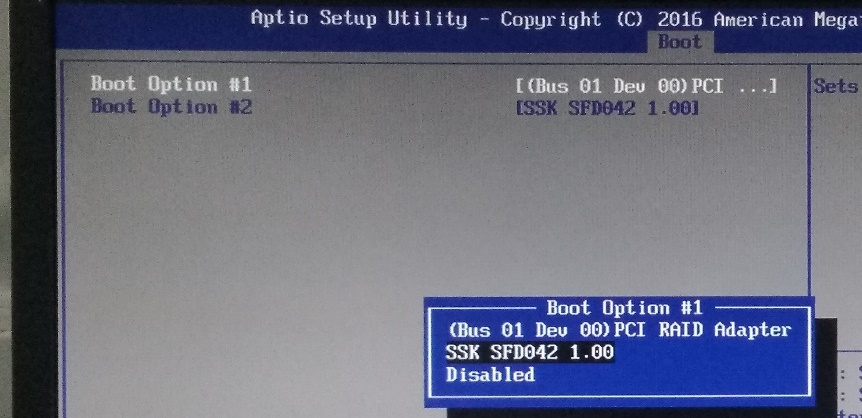 Aptio Setup Utility - Copyright (C) 2016 American Mega
Boot
Boot Option #1 [(Bus 01 Dev 00)PCI ...] Sets
Boot Option #2 [SSK SFD042 1.00]
Boot Option #1
(Bus 01 Dev 00)PCI RAID Adapter
SSK SFD042 1.00
Disabled